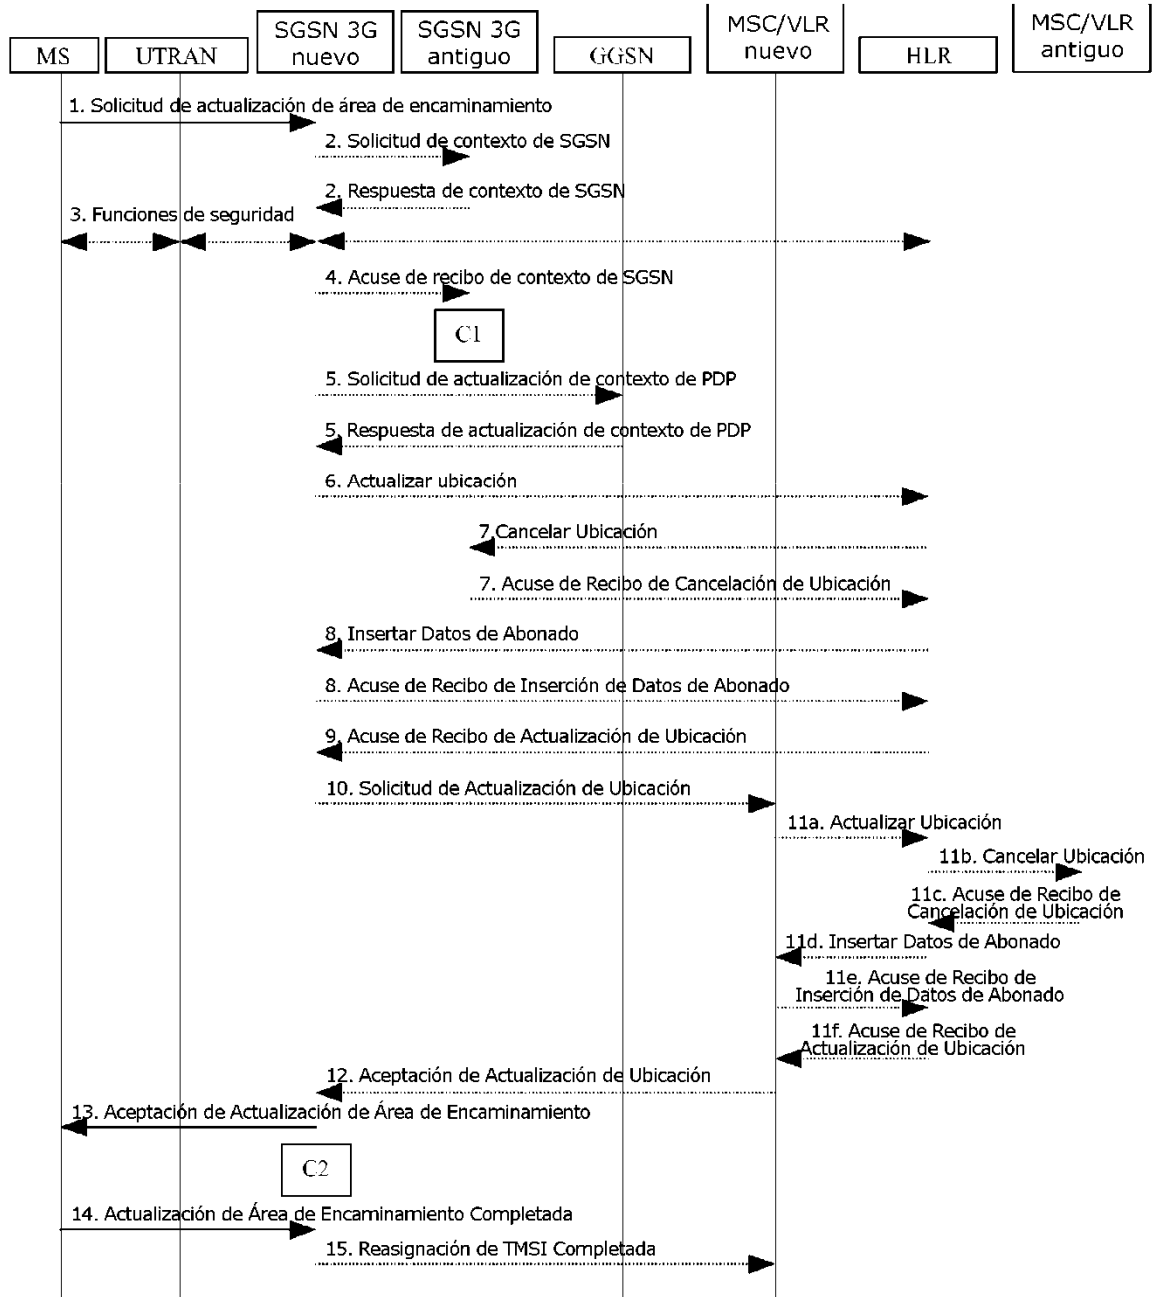 MS
UTRAN
SGSN 3G
nuevo
SGSN 3G
antiguo
GGSN
MSC/VLR
nuevo
HLR
MSC/VLR
antiguo
1. Solicitud de actualización de área de encaminamiento
2. Solicitud de contexto de SGSN
2. Respuesta de contexto de SGSN
3. Funciones de seguridad
4. Acuse de recibo de contexto de SGSN
C1
5. Solicitud de actualización de contexto de PDP
5. Respuesta de actualización de contexto de PDP
6. Actualizar ubicación
7.Cancelar Ubicación
7. Acuse de Recibo de Cancelación de Ubicación
8. Insertar Datos de Abonado
8. Acuse de Recibo de Inserción de Datos de Abonado
9. Acuse de Recibo de Actualización de Ubicación
10. Solicitud de Actualización de Ubicación
11a. Actualizar Ubicación
11b. Cancelar Ubicación
11c. Acuse de Recibo de
Cancelación de Ubicación
11d. Insertar Datos de Abonado
11e. Acuse de Recibo de
Inserción de Datos de Abonado
11f. Acuse de Recibo de
Actualización de Ubicación
12. Aceptación de Actualización de Ubicación
13. Aceptación de Actualización de Área de Encaminamiento
C2
14. Actualización de Área de Encaminamiento Completada
15. Reasignación de TMSI Completada